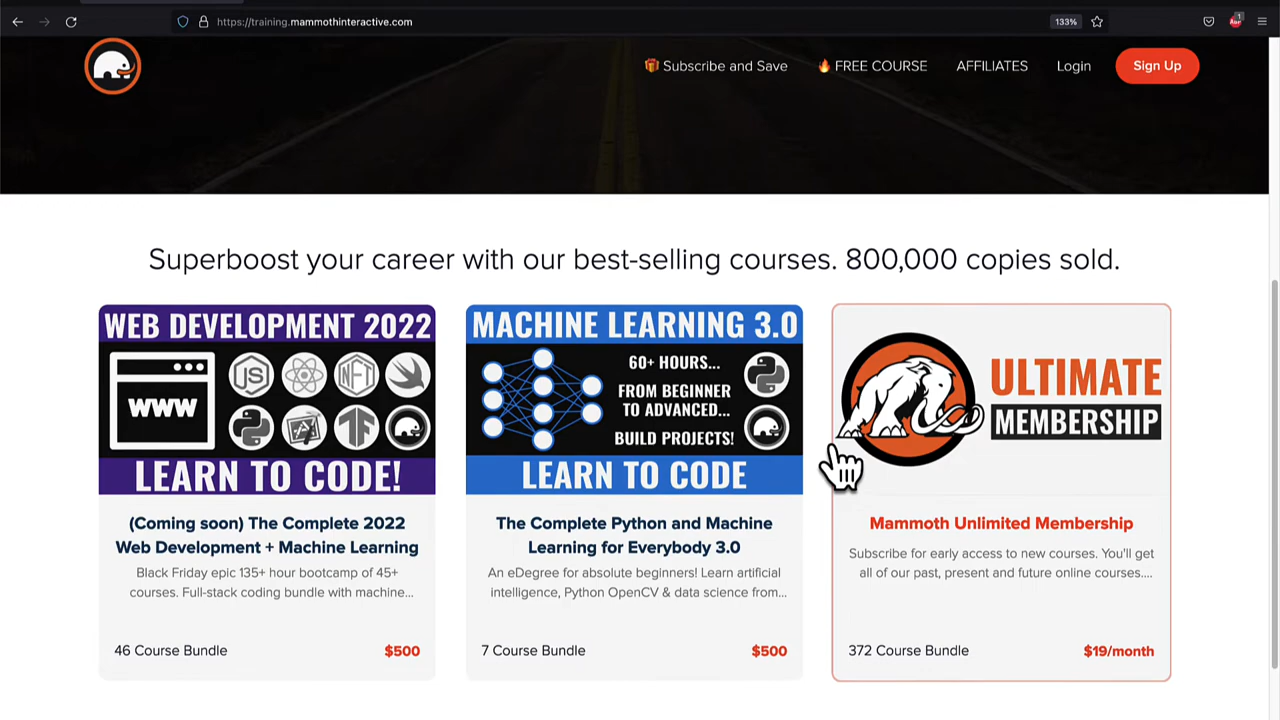 https://training.mammothinteractive.com
133%
Subscribe and Save
FREE COURSE
AFFILIATES
Login
Sign Up
Superboost your career with our best-selling courses. 800,000 copies sold.
WEB DEVELOPMENT 2022
WWW
JS
NFT
LEARN TO CODE!
(Coming soon) The Complete 2022
Web Development + Machine Learning
Black Friday epic 135+ hour bootcamp of 45+
courses. Full-stack coding bundle with machine...
46 Course Bundle
$500
MACHINE LEARNING 3.0
60+ HOURS...
FROM BEGINNER
TO ADVANCED...
BUILD PROJECTS!
LEARN TO CODE
The Complete Python and Machine
Learning for Everybody 3.0
An eDegree for absolute beginners! Learn artificial
intelligence, Python OpenCV & data science from...
7 Course Bundle
$500
ULTIMATE
MEMBERSHIP
Mammoth Unlimited Membership
Subscribe for early access to new courses. You'll get
all of our past, present and future online courses....
372 Course Bundle
$19/month